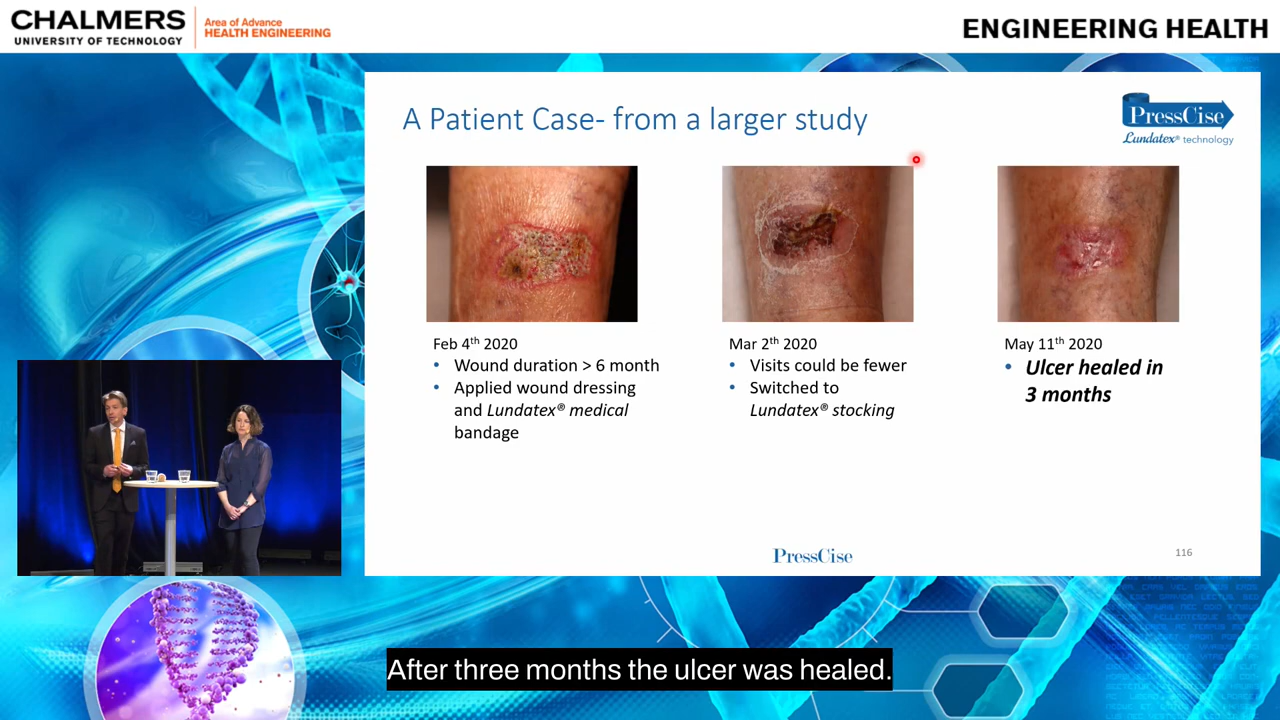 CHALMERS
UNIVERSITY OF TECHNOLOGY
Area of Advance
HEALTH ENGINEERING
ENGINEERING HEALTH
A Patient Case- from a larger study
PressCise
Lundatex® technology
Feb 4th 2020
• Wound duration > 6 month
• Applied wound dressing
and Lundatex® medical
bandage
Mar 2th 2020
• Visits could be fewer
• Switched to
Lundatex® stocking
May 11th 2020
• Ulcer healed in
3 months
PressCise
116
After three months the ulcer was healed.